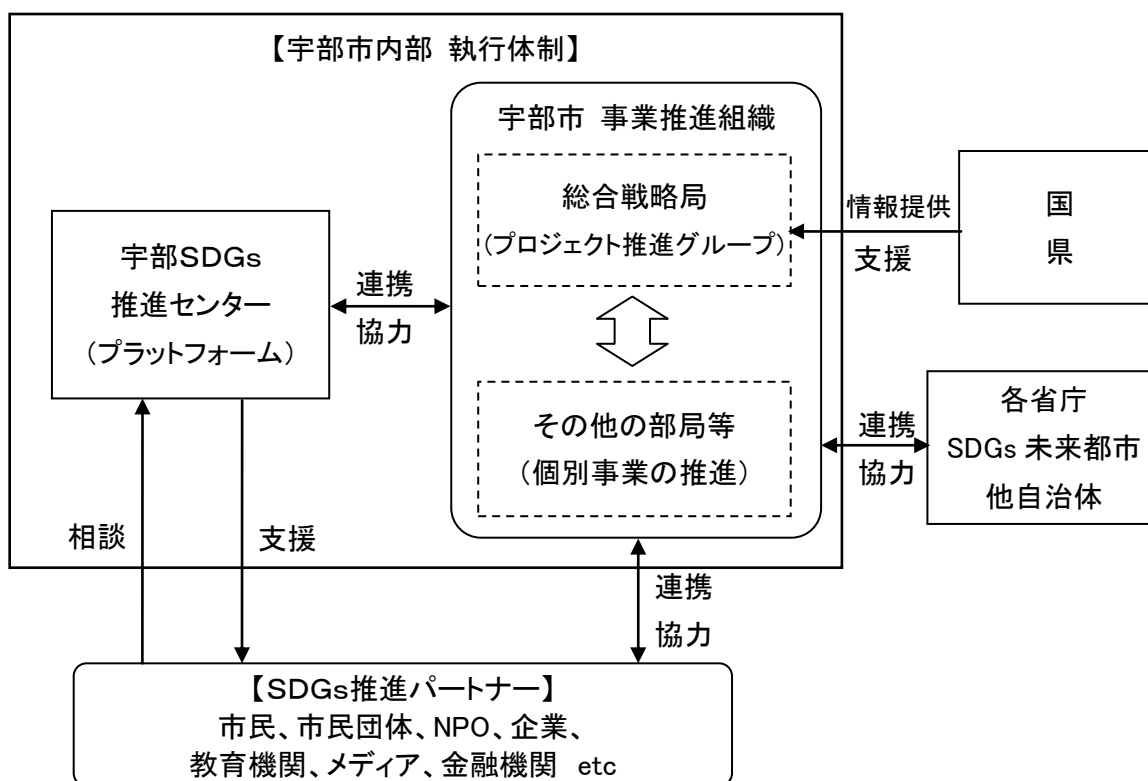 【宇部市内部 執行体制】
宇部市 事業推進組織
総合戦略局
(プロジェクト推進グループ)
情報提供
支援
国
県
宇部SDGs
推進センター
(プラットフォーム)
連携
協力
その他の部局等
(個別事業の推進)
連携
協力
各省庁
SDGs 未来都市
他自治体
相談
支援
連携
協力
【SDGs推進パートナー】
市民、市民団体、NPO、企業、
教育機関、メディア、金融機関 etc